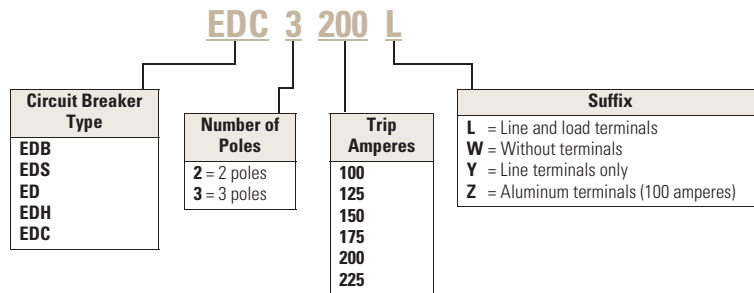 EDC 3 200 L
Circuit Breaker
Type
EDB
EDS
ED
EDH
EDC
Number of
Poles
2 = 2 poles
3 = 3 poles
Trip
Amperes
100
125
150
175
200
225
Suffix
L = Line and load terminals
W = Without terminals
Y = Line terminals only
Z = Aluminum terminals (100 amperes)